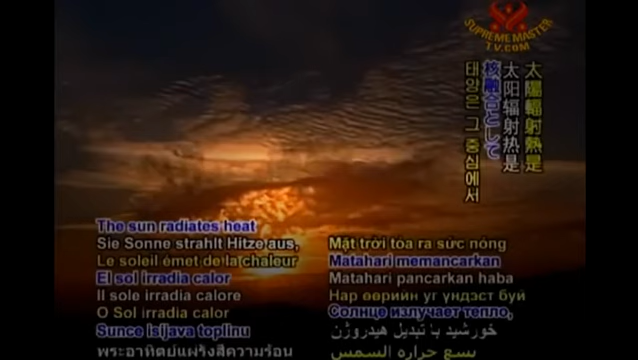 SUPREME MASTER
TV.COM
太陽輻射熱是
太阳辐射热是
核融合として
태양은 그 중심에서
The sun radiates heat
Sie Sonne strahlt Hitze aus,
Le soleil émet de la chaleur
El sol irradia calor
Il sole irradia calore
O Sol irradia calor
Sunce isijava toplinu
พระอาทิตย์แผ่รังสีความร้อน
Mặt trời tỏa ra sức nóng
Matahari memancarkan
Matahari pancarkan haba
Нар өөрийн уг үндэст буй
Солнце излучает тепло,
خورشید با تبدیل هیدروژن
تسع حرارة الشمس